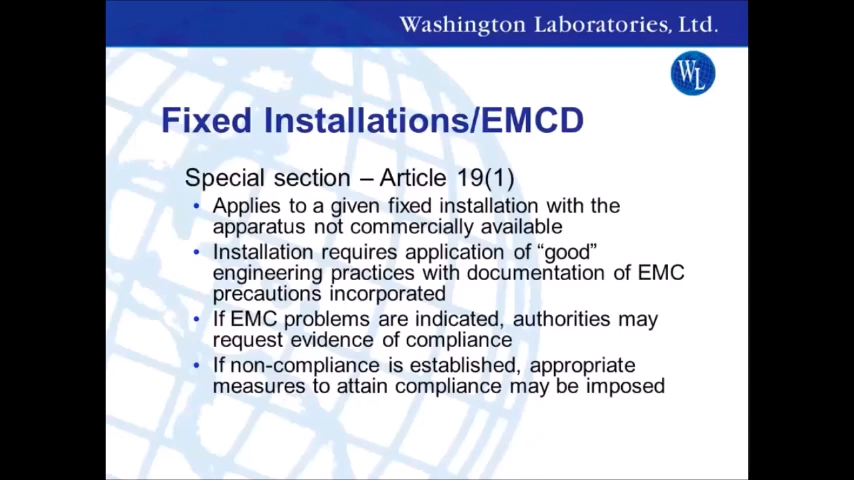 Washington Laboratories, Ltd.
WL
Fixed Installations/EMCD
Special section – Article 19(1)
• Applies to a given fixed installation with the
apparatus not commercially available
• Installation requires application of “good”
engineering practices with documentation of EMC
precautions incorporated
• If EMC problems are indicated, authorities may
request evidence of compliance
• If non-compliance is established, appropriate
measures to attain compliance may be imposed